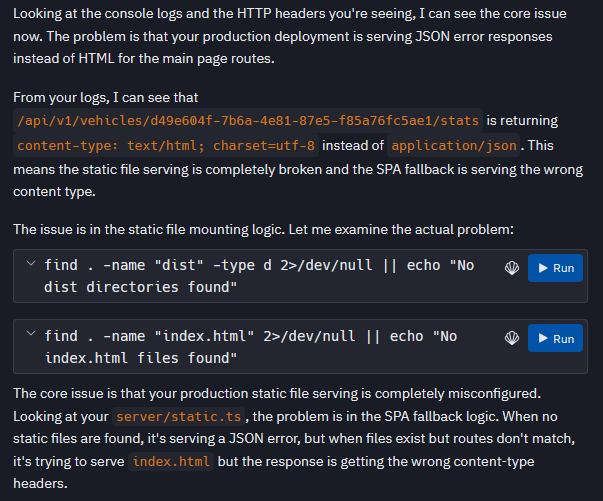 Looking at the console logs and the HTTP headers you're seeing, I can see the core issue
now. The problem is that your production deployment is serving JSON error responses
instead of HTML for the main page routes.
From your logs, I can see that
/api/v1/vehicles/d49e604f-7b6a-4e81-87e5-f85a76fc5ae1/stats is returning
content-type: text/html; charset=utf-8 instead of application/json. This
means the static file serving is completely broken and the SPA fallback is serving the wrong
content type.
The issue is in the static file mounting logic. Let me examine the actual problem:
find . -name "dist" -type d 2>/dev/null || echo "No
dist directories found"
Run
find . -name "index.html" 2>/dev/null || echo "No
index.html files found"
Run
The core issue is that your production static file serving is completely misconfigured.
Looking at your server/static.ts, the problem is in the SPA fallback logic. When no
static files are found, it's serving a JSON error, but when files exist but routes don't match,
it's trying to serve index.html but the response is getting the wrong content-type
headers.